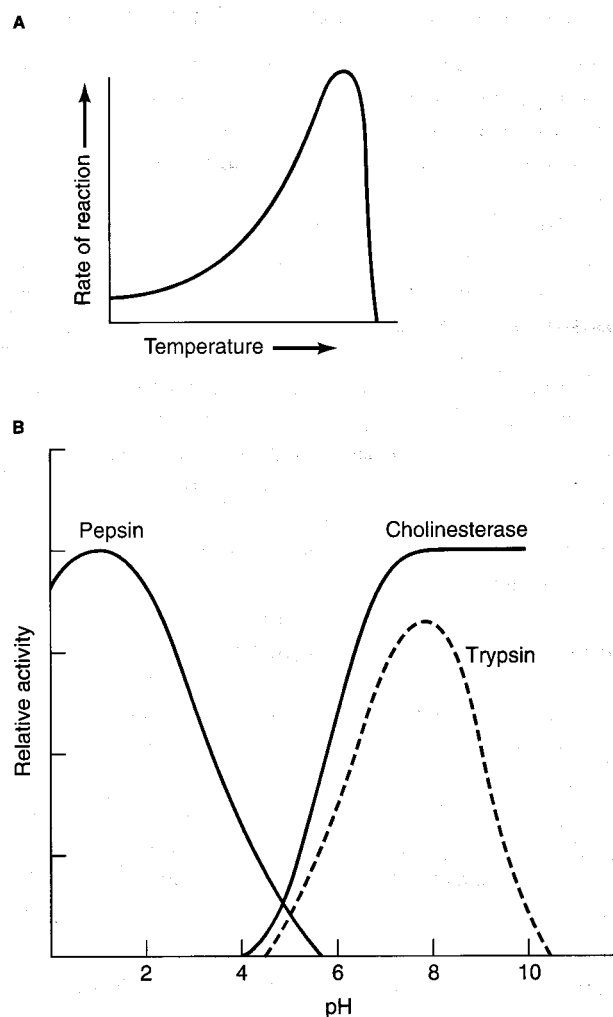 A
Rate of reaction
Temperature
B
Pepsin
Cholinesterase
Trypsin
Relative activity
2 4 6 8 10
pH